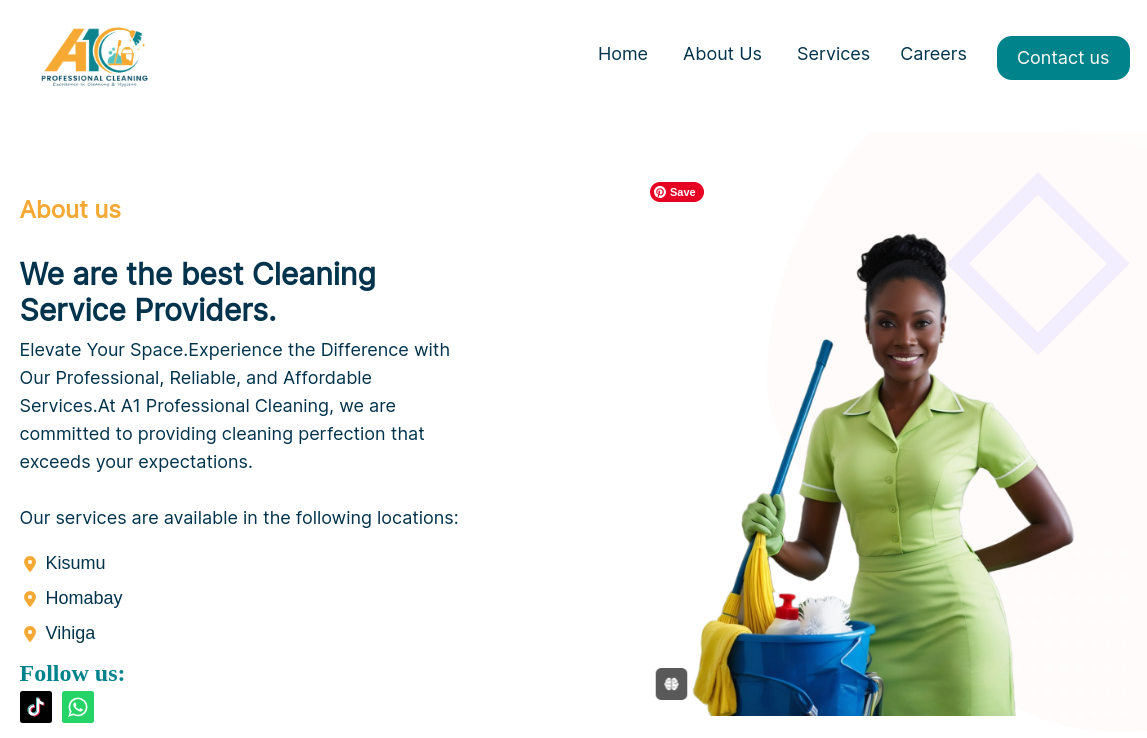 A1C
PROFESSIONAL CLEANING
Excellence in Cleaning & Hygiene
Home About Us Services Careers Contact us
Save
About us
We are the best Cleaning
Service Providers.
Elevate Your Space.Experience the Difference with
Our Professional, Reliable, and Affordable
Services.At A1 Professional Cleaning, we are
committed to providing cleaning perfection that
exceeds your expectations.
Our services are available in the following locations:
Kisumu
Homabay
Vihiga
Follow us: